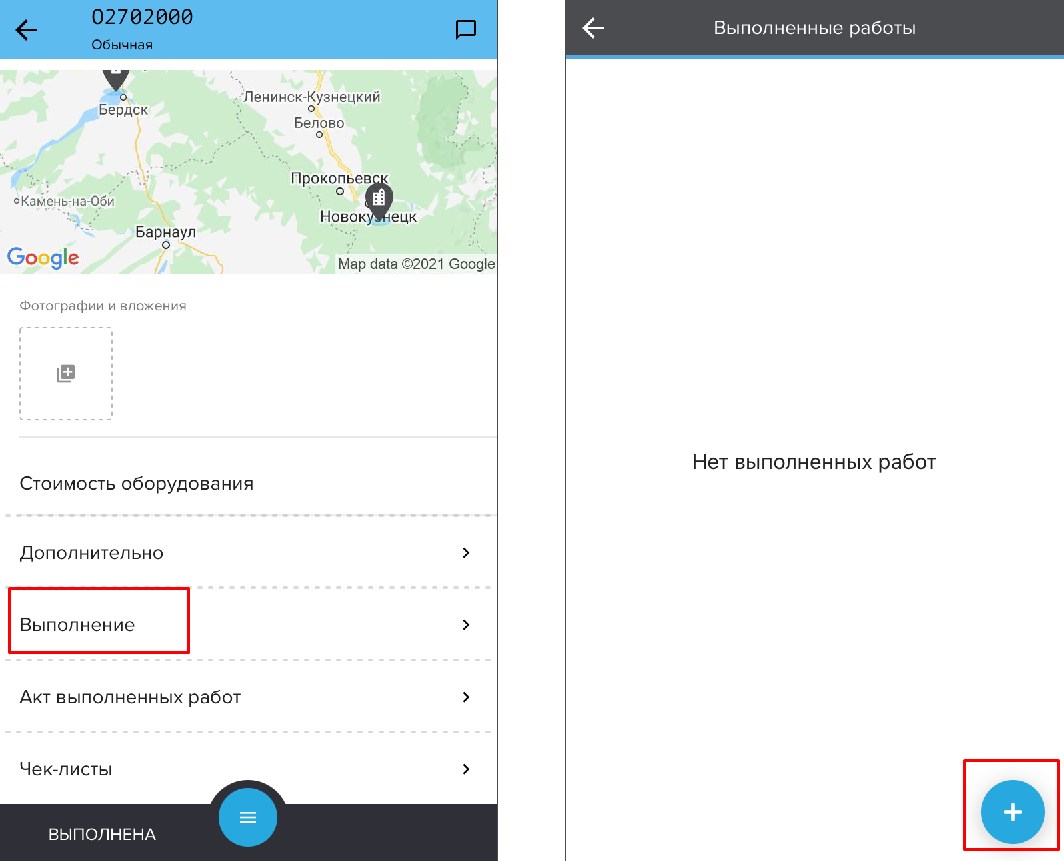 O2702000
Обычная
Бердск
Ленинск-Кузнецкий
Белово
Прокопьевск
Камень-на-Оби
Новокузнецк
Барнаул
Google
Map data ©2021 Google
Фотографии и вложения
Стоимость оборудования
Дополнительно
Выполнение
Акт выполненных работ
Чек-листы
ВЫПОЛНЕНА
Выполненные работы
Нет выполненных работ